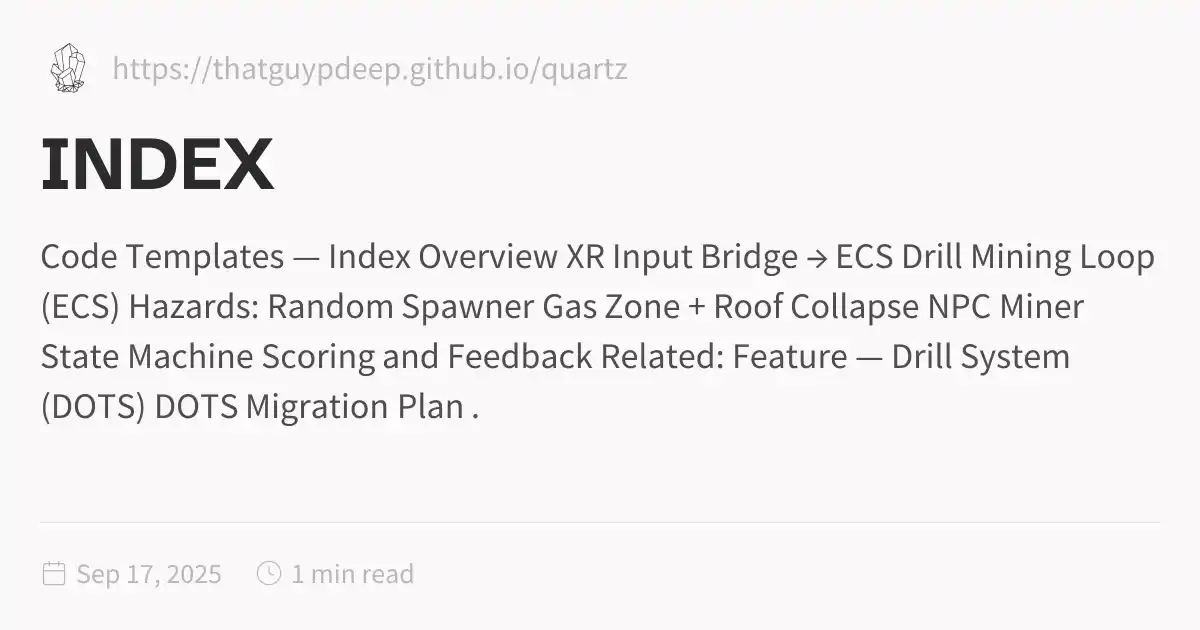 https://thatguypdeep.github.io/quartz
INDEX
Code Templates — Index Overview XR Input Bridge → ECS Drill Mining Loop
(ECS) Hazards: Random Spawner Gas Zone + Roof Collapse NPC Miner
State Machine Scoring and Feedback Related: Feature — Drill System
(DOTS) DOTS Migration Plan .
Sep 17, 2025 1 min read